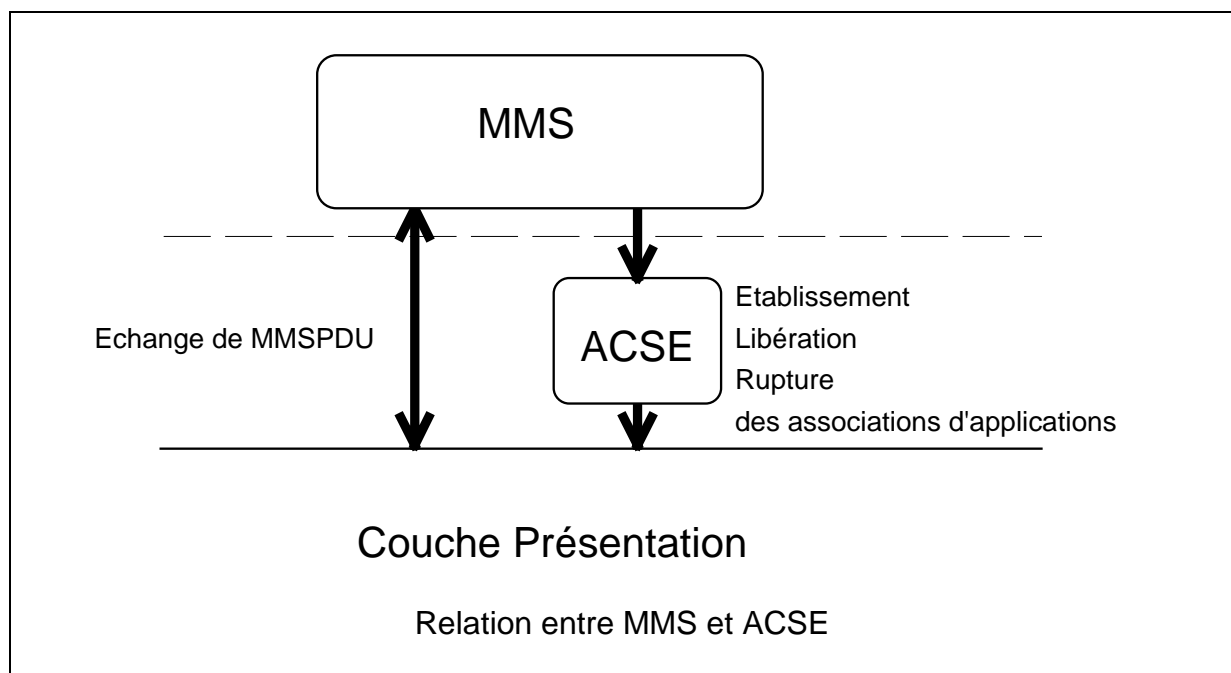 MMS
Echange de MMSPDU
ACSE
Etablissement
Libération
Rupture
des associations d'applications
Couche Présentation
Relation entre MMS et ACSE